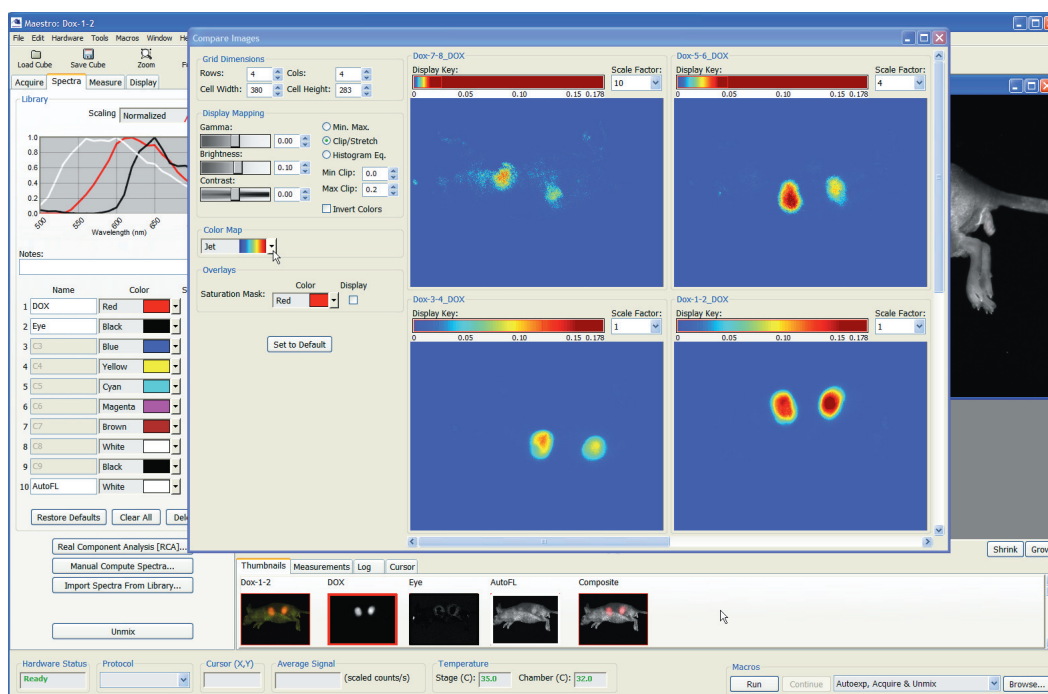 Maestro: Dox-1-2
File Edit Hardware Tools Macros Window
Load Cube Save Cube Zoom
Acquire Spectra Measure Display
Library
Scaling Normalized
1.0
0.8
0.6
0.4
0.2
0.0
500 550 600 650
Wavelength (nm)
Notes:
Name Color
1 DOX Red
2 Eye Black
3 C3 Blue
4 C4 Yellow
5 C5 Cyan
6 C6 Magenta
7 C7 Brown
8 C8 White
9 C9 Black
10 AutoFL White
Restore Defaults Clear All
Real Component Analysis [RCA]...
Manual Compute Spectra...
Import Spectra From Library...
Unmix
Compare Images
Grid Dimensions
Rows: 4 Cols: 4
Cell Width: 380 Cell Height: 283
Display Mapping
Gamma: 0.00
Brightness: 0.10
Contrast: 0.00
Min. Max.
Clip/Stretch
Histogram Eq.
Min Clip: 0.0
Max Clip: 0.2
Invert Colors
Color Map
Jet
Overlays
Color Display
Saturation Mask: Red
Set to Default
Dox-7-8_DOX
Display Key: Scale Factor:
10
0 0.05 0.10 0.15 0.178
Dox-5-6_DOX
Display Key: Scale Factor:
4
0 0.05 0.10 0.15 0.178
Dox-3-4_DOX
Display Key: Scale Factor:
1
0 0.05 0.10 0.15 0.178
Dox-1-2_DOX
Display Key: Scale Factor:
1
0 0.05 0.10 0.15 0.178
Shrink
Thumbnails Measurements Log Cursor
Dox-1-2 DOX Eye AutoFL Composite
Hardware Status Protocol Cursor (X,Y) Average Signal Temperature Macros
Ready (scaled counts/s) Stage (C): 35.0 Chamber (C): 32.0 Run Continue Autoexp, Acquire & Unmix Browse...